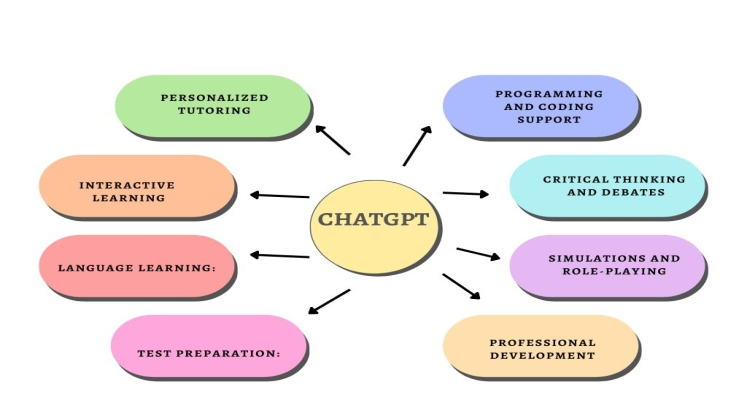 PERSONALIZED
TUTORING
PROGRAMMING
AND CODING
SUPPORT
INTERACTIVE
LEARNING
CRITICAL THINKING
AND DEBATES
CHATGPT
LANGUAGE LEARNING:
SIMULATIONS AND
ROLE-PLAYING
TEST PREPARATION:
PROFESSIONAL
DEVELOPMENT